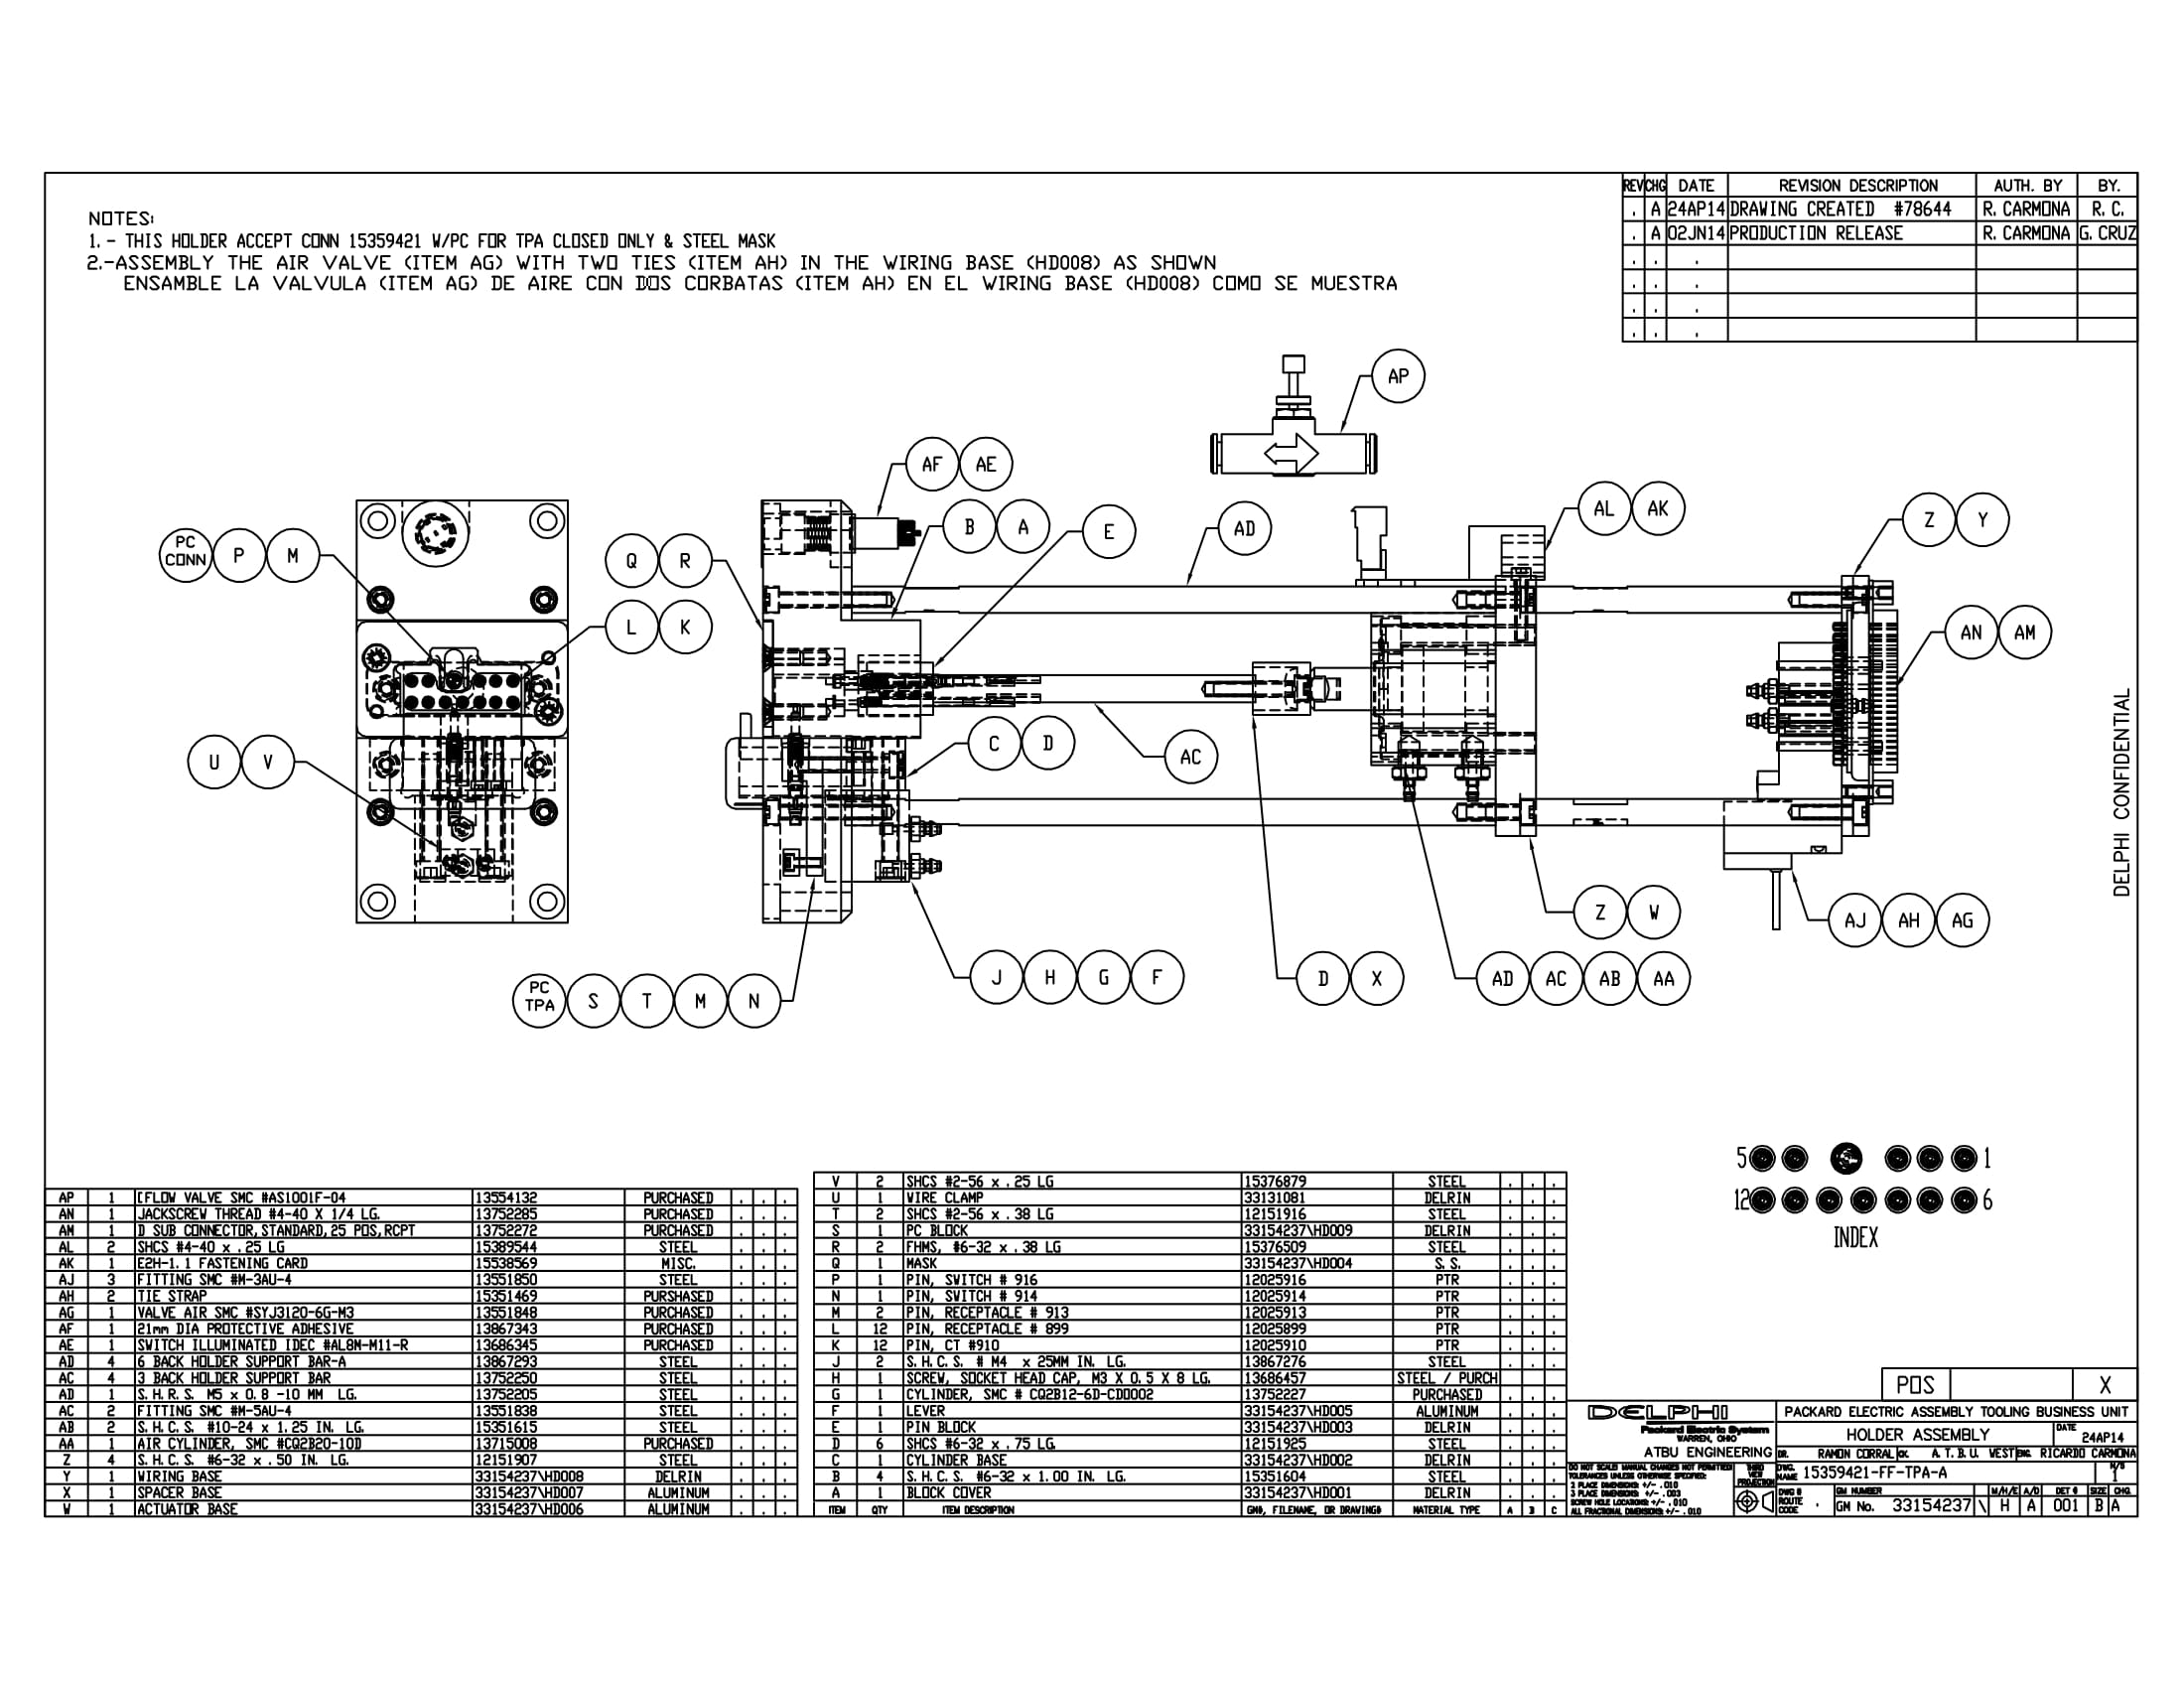 NOTES:
1. - THIS HOLDER ACCEPT CONN 15359421 W/PC FOR TPA CLOSED ONLY & STEEL MASK
2.-ASSEMBLY THE AIR VALVE (ITEM AG) WITH TWO TIES (ITEM AH) IN THE WIRING BASE (HD008) AS SHOWN
ENSAMBLE LA VALVULA (ITEM AG) DE AIRE CON DOS CORBATAS (ITEM AH) EN EL WIRING BASE (HD008) COMO SE MUESTRA
REV CHG DATE REVISION DESCRIPTION AUTH. BY BY.
. A 24AP14 DRAWING CREATED #78644 R. CARMONA R. C.
. A 02JN14 PRODUCTION RELEASE R. CARMONA G. CRUZ
. . .
. . .
. . .
. . .
AP
AF AE
B A
E
AD
AL AK
Z Y
PC CONN P M
Q R
L K
AN AM
U V
C D
AC
Z W
AJ AH AG
J H G F
D X
AD AC AB AA
PC TPA S T M N
DELPHI CONFIDENTIAL
5 1
12 6
INDEX
AP 1 [FLOW VALVE SMC #AS1001F-04 13554132 PURCHASED . . .
AN 1 JACKSCREW THREAD #4-40 X 1/4 LG. 13752285 PURCHASED . . .
AM 1 D SUB CONNECTOR,STANDARD,25 POS,RCPT 13752272 PURCHASED . . .
AL 2 SHCS #4-40 x .25 LG 15389544 STEEL . . .
AK 1 E2H-1.1 FASTENING CARD 15538569 MISC. . . .
AJ 3 FITTING SMC #M-3AU-4 13551850 STEEL . . .
AH 2 TIE STRAP 15351469 PURSHASED . . .
AG 1 VALVE AIR SMC #SYJ3120-6G-M3 13551848 PURCHASED . . .
AF 1 21mm DIA PROTECTIVE ADHESIVE 13867343 PURCHASED . . .
AE 1 SWITCH ILLUMINATED IDEC #AL8M-M11-R 13686345 PURCHASED . . .
AD 4 6 BACK HOLDER SUPPORT BAR-A 13867293 STEEL . . .
AC 4 3 BACK HOLDER SUPPORT BAR 13752250 STEEL . . .
AD 1 S.H.R.S. M5 x 0.8 -10 MM LG. 13752205 STEEL . . .
AC 2 FITTING SMC #M-5AU-4 13551838 STEEL . . .
AB 2 S.H.C.S. #10-24 x 1.25 IN. LG. 15351615 STEEL . . .
AA 1 AIR CYLINDER, SMC #CQ2B20-10D 13715008 PURCHASED . . .
Z 4 S.H.C.S. #6-32 x .50 IN. LG. 12151907 STEEL . . .
Y 1 WIRING BASE 33154237\HD008 DELRIN . . .
X 1 SPACER BASE 33154237\HD007 ALUMINUM . . .
W 1 ACTUATOR BASE 33154237\HD006 ALUMINUM . . .
V 2 SHCS #2-56 x .25 LG 15376879 STEEL . . .
U 1 WIRE CLAMP 33131081 DELRIN . . .
T 2 SHCS #2-56 x .38 LG 12151916 STEEL . . .
S 1 PC BLOCK 33154237\HD009 DELRIN . . .
R 2 FHMS, #6-32 x .38 LG 15376509 STEEL . . .
Q 1 MASK 33154237\HD004 S.S. . . .
P 1 PIN, SWITCH # 916 12025916 PTR . . .
N 1 PIN, SWITCH # 914 12025914 PTR . . .
M 2 PIN, RECEPTACLE # 913 12025913 PTR . . .
L 12 PIN, RECEPTACLE # 899 12025899 PTR . . .
K 12 PIN, CT #910 12025910 PTR . . .
J 2 S.H.C.S. # M4 x 25MM IN. LG. 13867276 STEEL . . .
H 1 SCREW, SOCKET HEAD CAP, M3 X 0.5 X 8 LG. 13686457 STEEL / PURCH
G 1 CYLINDER, SMC # CQ2B12-6D-CD0002 13752227 PURCHASED . . .
F 1 LEVER 33154237\HD005 ALUMINUM . . .
E 1 PIN BLOCK 33154237\HD003 DELRIN . . .
D 6 SHCS #6-32 x .75 LG. 12151925 STEEL . . .
C 1 CYLINDER BASE 33154237\HD002 DELRIN . . .
B 4 S.H.C.S. #6-32 x 1.00 IN. LG. 15351604 STEEL . . .
A 1 BLOCK COVER 33154237\HD001 DELRIN . . .
ITEM QTY ITEM DESCRIPTION GM#, FILENAME, OR DRAWING# MATERIAL TYPE A B C
POS X
DELPHI
Packard Electric System
WARREN, OHIO
ATBU ENGINEERING
PACKARD ELECTRIC ASSEMBLY TOOLING BUSINESS UNIT
HOLDER ASSEMBLY DATE 24AP14
DR. RAMON CORRAL CK. A.T.B.U. WEST ENG. RICARDO CARMONA
DO NOT SCALE! MANUAL CHANGES NOT PERMITTED!
TOLERANCES UNLESS OTHERWISE SPECIFIED:
2 PLACE DIMENSIONS +/- .010
3 PLACE DIMENSIONS: +/- .003
SCREW HOLE LOCATIONS: +/- .010
ALL FRACTIONAL DIMENSIONS: +/- .010
THIRD VIEW PROJECTION
DWG. NAME 15359421-FF-TPA-A 1
DWG # ROUTE CODE .
GM NUMBER M/H/E A/D DET # SIZE CHG.
GM No. 33154237 \ H A 001 B A